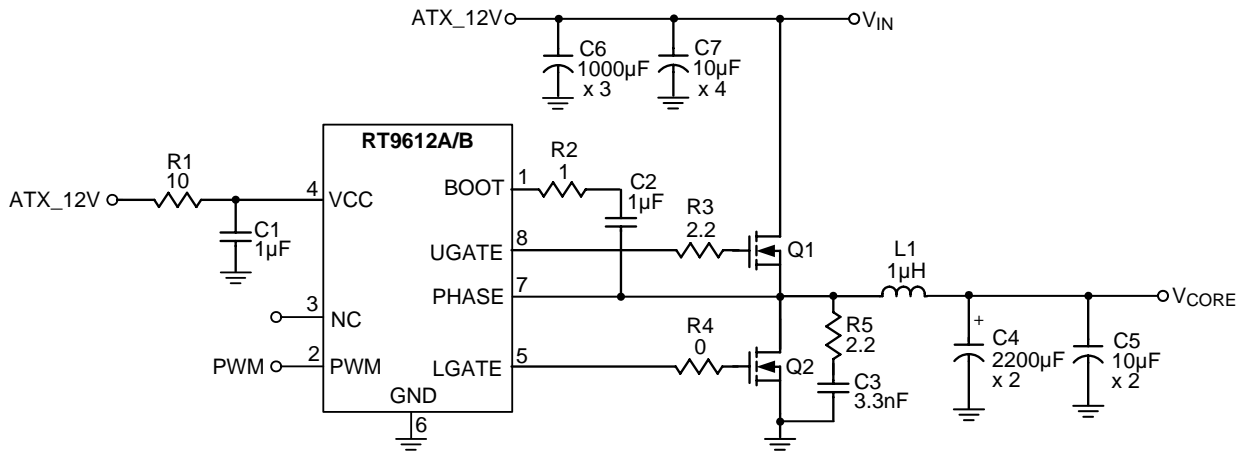 ATX_12V
VIN
C6
1000µF
x 3
C7
10µF
x 4
RT9612A/B
R1
10
ATX_12V
4
VCC
C1
1µF
BOOT
1
R2
1
C2
1µF
UGATE
8
R3
2.2
Q1
PHASE
7
L1
1µH
VCORE
3
NC
PWM
2
PWM
LGATE
5
R4
0
Q2
R5
2.2
C3
3.3nF
+
C4
2200µF
x 2
C5
10µF
x 2
GND
6